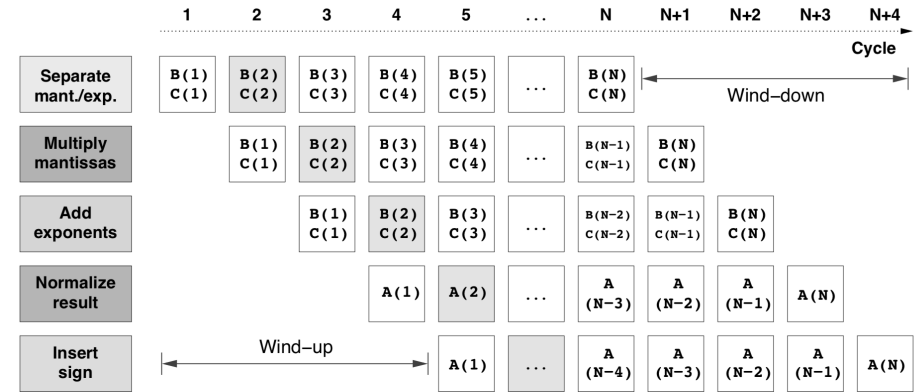 1 2 3 4 5 ... N N+1 N+2 N+3 N+4
Cycle
Separate mant./exp.
B(1) C(1)
B(2) C(2)
B(3) C(3)
B(4) C(4)
B(5) C(5)
...
B(N) C(N)
Wind–down
Multiply mantissas
B(1) C(1)
B(2) C(2)
B(3) C(3)
B(4) C(4)
...
B(N−1) C(N−1)
B(N) C(N)
Add exponents
B(1) C(1)
B(2) C(2)
B(3) C(3)
...
B(N−2) C(N−2)
B(N−1) C(N−1)
B(N) C(N)
Normalize result
A(1)
A(2)
...
A (N−3)
A (N−2)
A (N−1)
A(N)
Insert sign
Wind–up
A(1)
...
A (N−4)
A (N−3)
A (N−2)
A (N−1)
A(N)